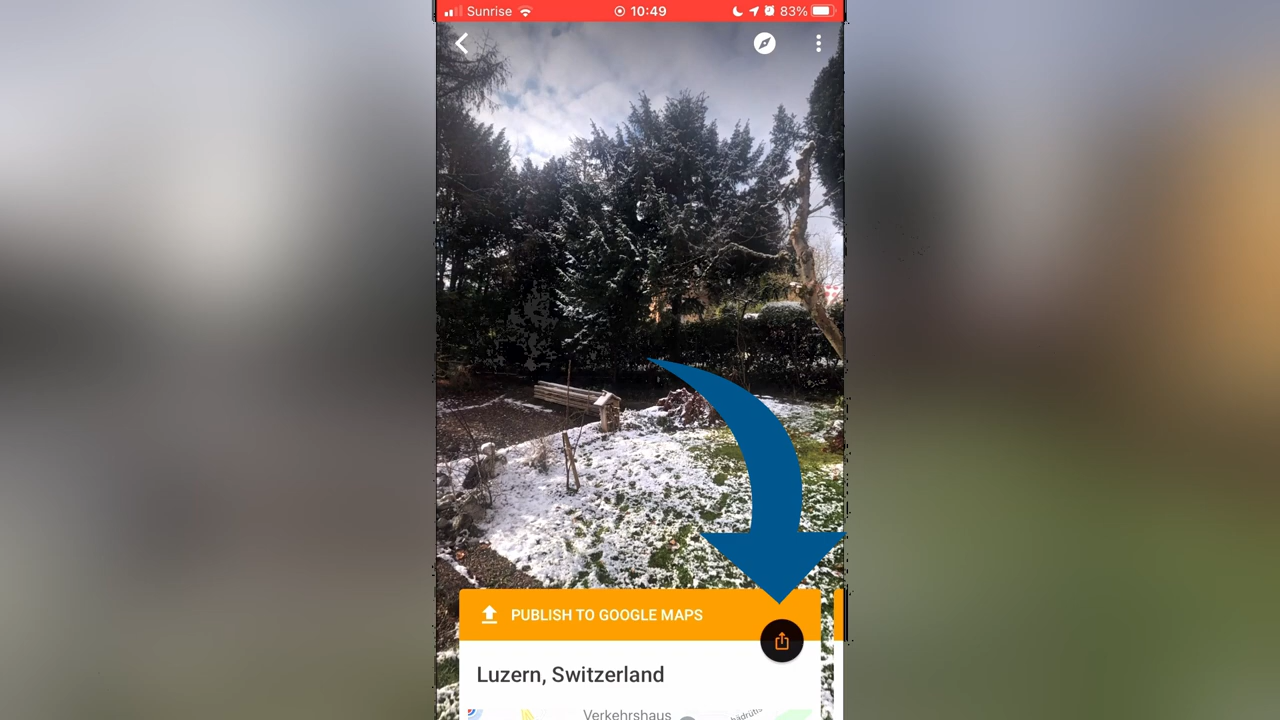 Sunrise 10:49 83%
PUBLISH TO GOOGLE MAPS
Luzern, Switzerland
Verkehrshaus